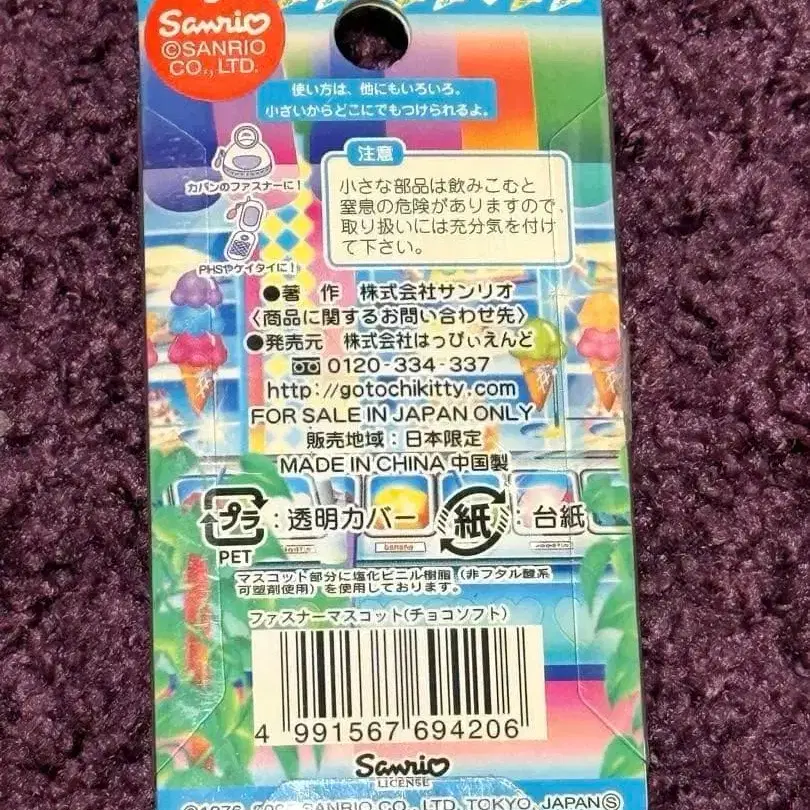 Sanrio
©SANRIO
CO., LTD.
使い方は、他にもいろいろ。
小さいからどこにでもつけられるよ。
注意
小さな部品は飲みこむと
窒息の危険がありますので、
取り扱いには充分気を付け
て下さい。
カバンのファスナーに!
PHSやケイタイに!
●著 作 株式会社サンリオ
〈商品に関するお問い合わせ先〉
●発売元 株式会社はっぴぃえんど
0120-334-337
http://gotochikitty.com
FOR SALE IN JAPAN ONLY
販売地域:日本限定
MADE IN CHINA 中国製
プラ:透明カバー 紙:台紙
PET
banana
マスコット部分に塩化ビニル樹脂(非フタル酸系
可塑剤使用)を使用しております。
ファスナーマスコット(チョコソフト)
4 991567 694206
Sanrio
LICENSE
SANRIO CO., LTD. TOKYO, JAPAN Ⓢ